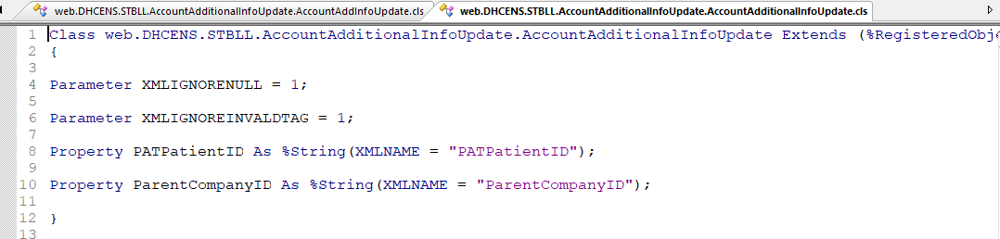 web.DHCENS.STBLL.AccountAdditionalInfoUpdate.AccountAddInfoUpdate.cls web.DHCENS.STBLL.AccountAdditionalInfoUpdate.AccountAdditionalInfoUpdate.cls
1 Class web.DHCENS.STBLL.AccountAdditionalInfoUpdate.AccountAdditionalInfoUpdate Extends (%RegisteredObje
2 {
3
4 Parameter XMLIGNORENULL = 1;
5
6 Parameter XMLIGNOREINVALDTAG = 1;
7
8 Property PATPatientID As %String(XMLNAME = "PATPatientID");
9
10 Property ParentCompanyID As %String(XMLNAME = "ParentCompanyID");
11
12 }
13